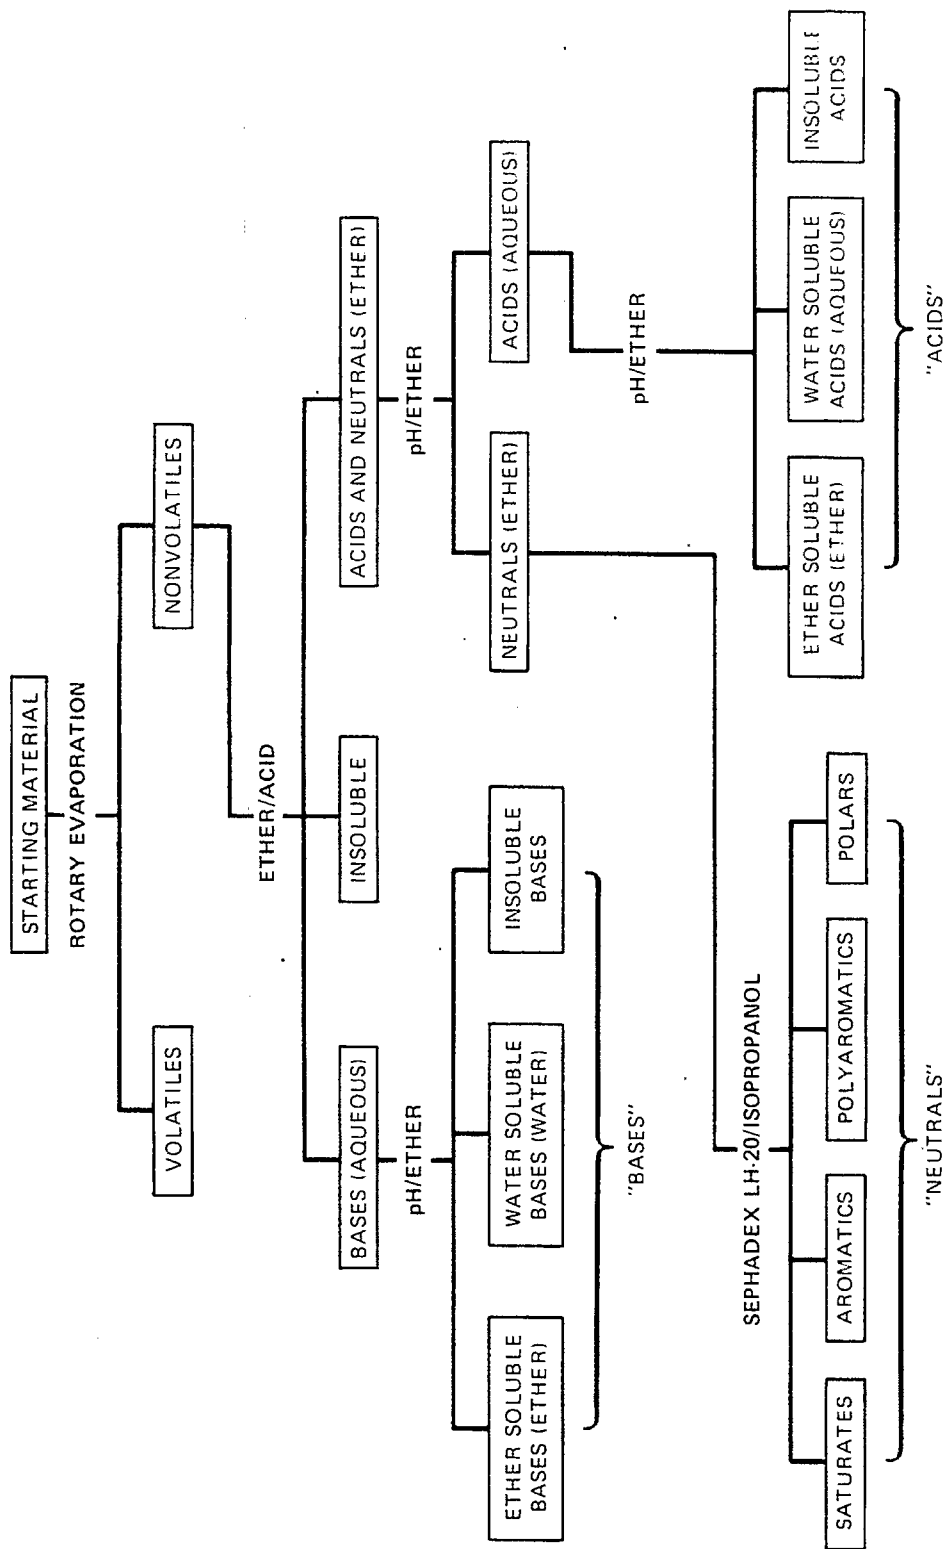 STARTING MATERIAL
ROTARY EVAPORATION
VOLATILES
NONVOLATILES
ETHER/ACID
BASES (AQUEOUS)
INSOLUBLE
ACIDS AND NEUTRALS (ETHER)
pH/ETHER
pH/ETHER
ETHER SOLUBLE
BASES (ETHER)
WATER SOLUBLE
BASES (WATER)
INSOLUBLE
BASES
NEUTRALS (ETHER)
ACIDS (AQUEOUS)
"BASES"
pH/ETHER
SEPHADEX LH-20/ISOPROPANOL
SATURATES
AROMATICS
POLYAROMATICS
POLARS
ETHER SOLUBLE
ACIDS (ETHER)
WATER SOLUBLE
ACIDS (AQUEOUS)
INSOLUBLE
ACIDS
"NEUTRALS"
"ACIDS"